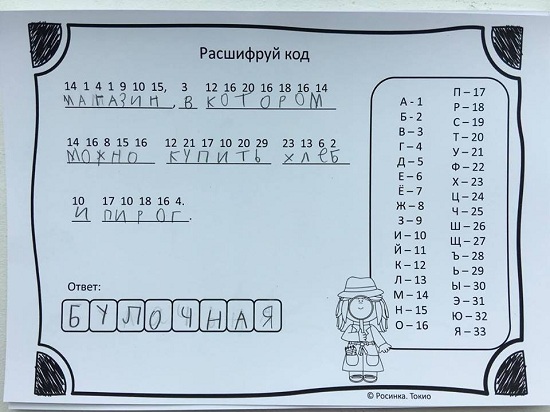 Расшифруй код
14 1 4 1 9 10 15, 3 12 16 20 16 18 16 14
МАГАЗИН, В КОТОРОМ
14 16 8 15 16 12 21 17 10 20 29 23 13 6 2
МОЖНО КУПИТЬ ХЛЕБ
10 17 10 18 16 4.
И ПИРОГ.
Ответ:
БУЛОЧНАЯ
А – 1
Б – 2
В – 3
Г – 4
Д – 5
Е – 6
Ё – 7
Ж – 8
З – 9
И – 10
Й – 11
К – 12
Л – 13
М – 14
Н – 15
О – 16
П – 17
Р – 18
С – 19
Т – 20
У – 21
Ф – 22
Х – 23
Ц – 24
Ч – 25
Ш – 26
Щ – 27
Ъ – 28
Ь – 29
Ы – 30
Э – 31
Ю – 32
Я – 33
© Росинка. Токио